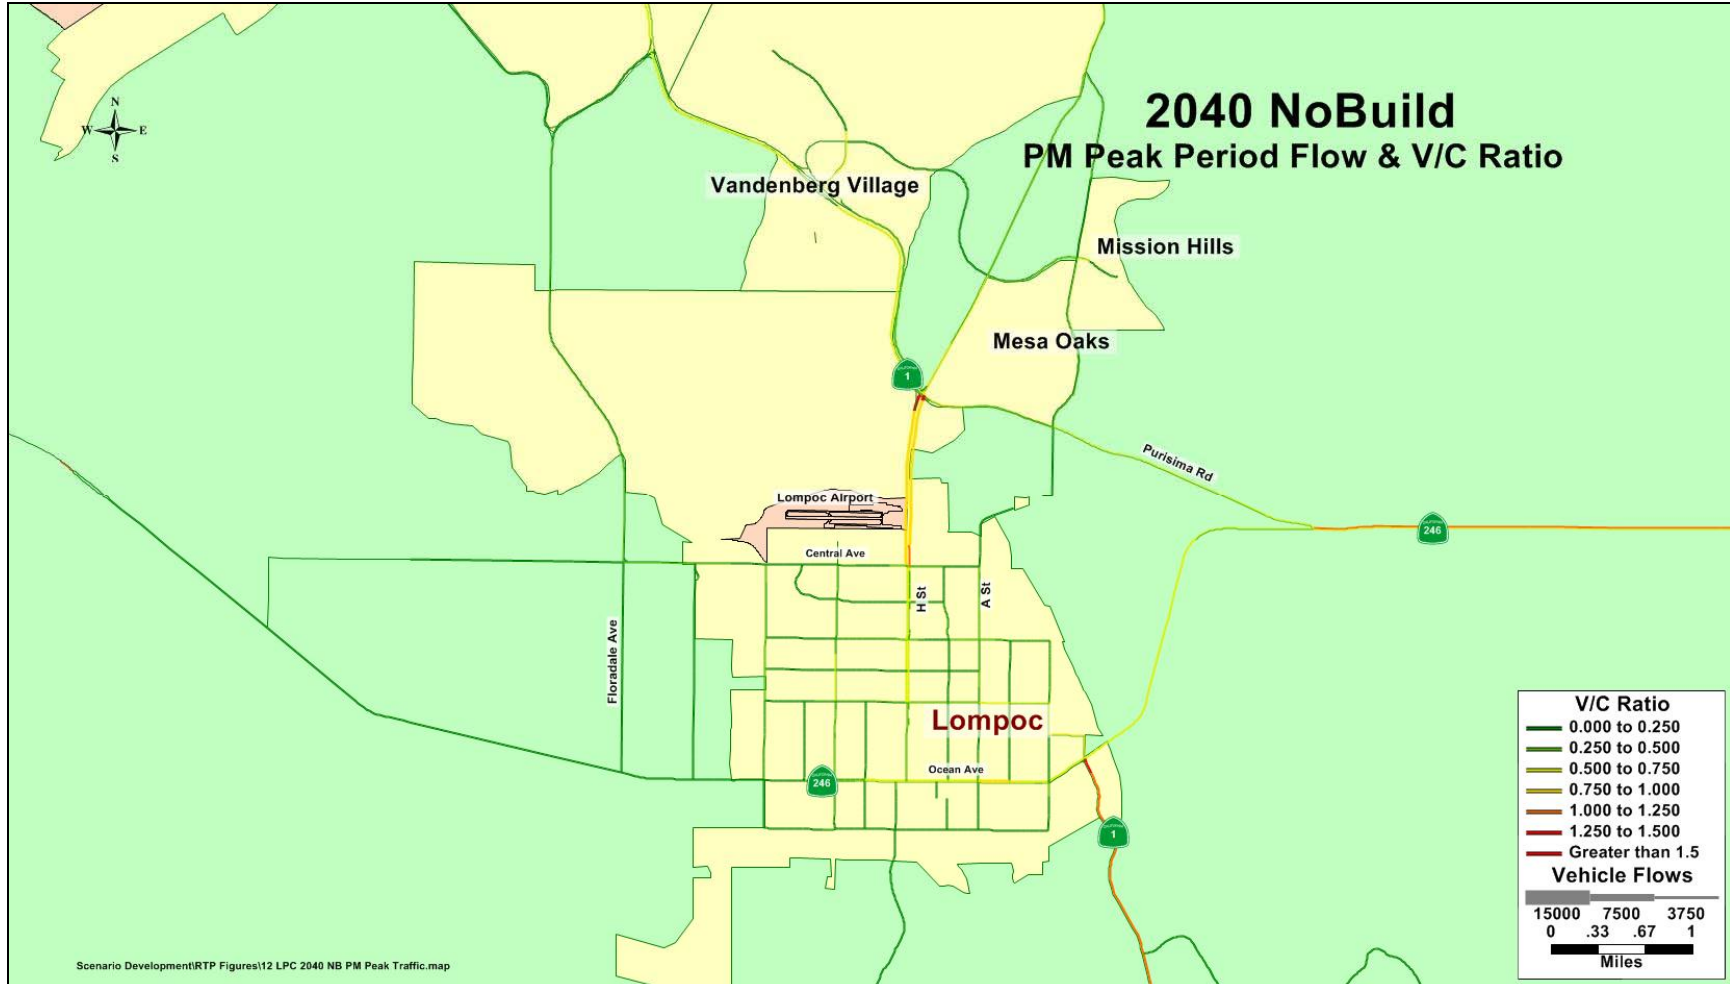 2040 NoBuild
PM Peak Period Flow & V/C Ratio
N
W E
S
Vandenberg Village
Mission Hills
Mesa Oaks
1
Purisima Rd
Lompoc Airport
246
Central Ave
H St
A St
Floradale Ave
Lompoc
Ocean Ave
246
1
V/C Ratio
0.000 to 0.250
0.250 to 0.500
0.500 to 0.750
0.750 to 1.000
1.000 to 1.250
1.250 to 1.500
Greater than 1.5
Vehicle Flows
15000 7500 3750
0 .33 .67 1
Miles
Scenario Development\RTP Figures\12 LPC 2040 NB PM Peak Traffic.map